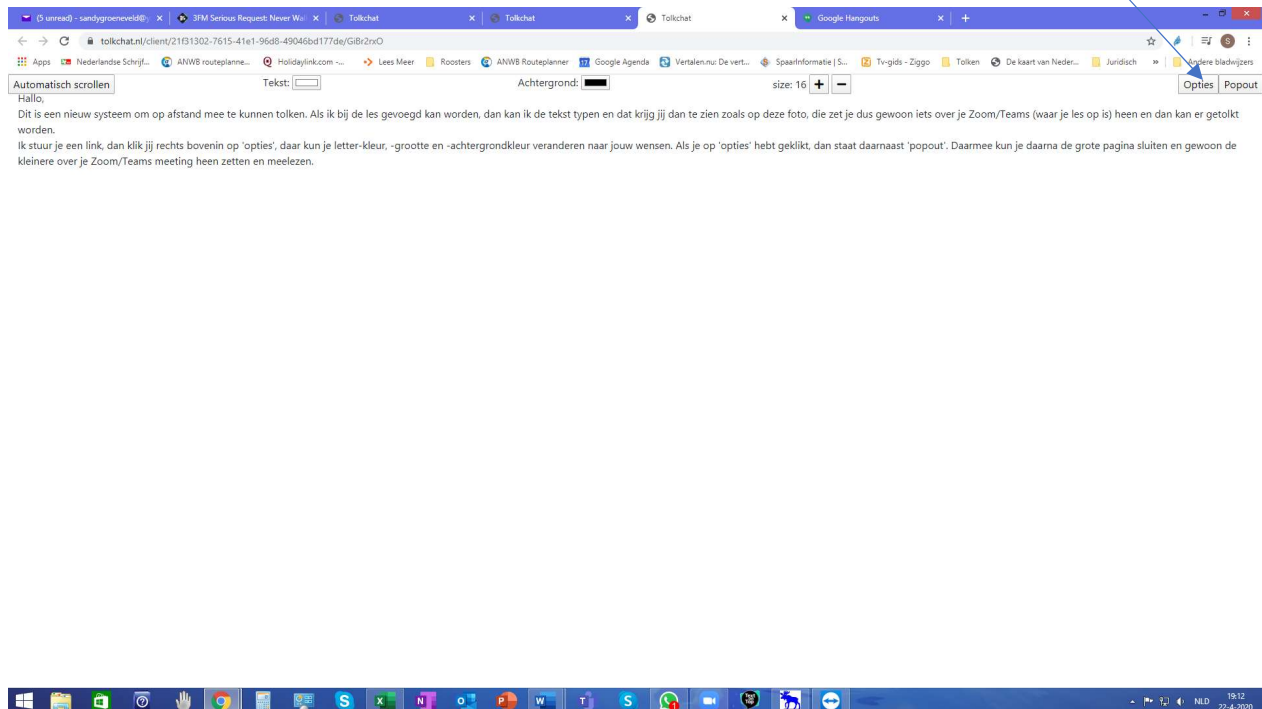 (5 unread) - sandygroeneveld@y
3FM Serious Request: Never Wal
Tolkchat
Tolkchat
Tolkchat
Google Hangouts
tolkchat.nl/client/21f31302-7615-41e1-96d8-49046bd177de/GiBr2rxO
S
Apps Nederlandse Schrijf... ANWB routeplanne... Holidaylink.com -... Lees Meer Roosters ANWB Routeplanner Google Agenda Vertalen.nu: De vert... SpaarInformatie | S... Tv-gids - Ziggo Tolken De kaart van Neder... Juridisch » Andere bladwijzers
Automatisch scrollen Tekst: Achtergrond: size: 16 + − Opties Popout
Hallo,
Dit is een nieuw systeem om op afstand mee te kunnen tolken. Als ik bij de les gevoegd kan worden, dan kan ik de tekst typen en dat krijg jij dan te zien zoals op deze foto, die zet je dus gewoon iets over je Zoom/Teams (waar je les op is) heen en dan kan er getolkt
worden.
Ik stuur je een link, dan klik jij rechts bovenin op 'opties', daar kun je letter-kleur, -grootte en -achtergrondkleur veranderen naar jouw wensen. Als je op 'opties' hebt geklikt, dan staat daarnaast 'popout'. Daarmee kun je daarna de grote pagina sluiten en gewoon de
kleinere over je Zoom/Teams meeting heen zetten en meelezen.
NLD 19:12
22-4-2020